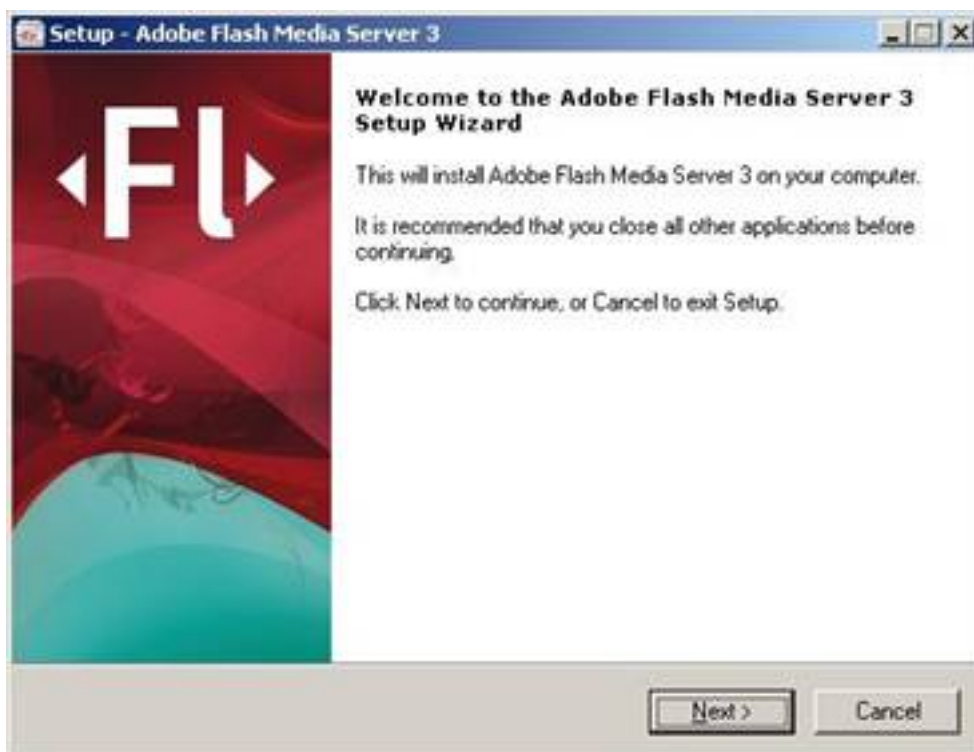 Setup - Adobe Flash Media Server 3
Fl
Welcome to the Adobe Flash Media Server 3
Setup Wizard
This will install Adobe Flash Media Server 3 on your computer.
It is recommended that you close all other applications before
continuing.
Click Next to continue, or Cancel to exit Setup.
Next >
Cancel